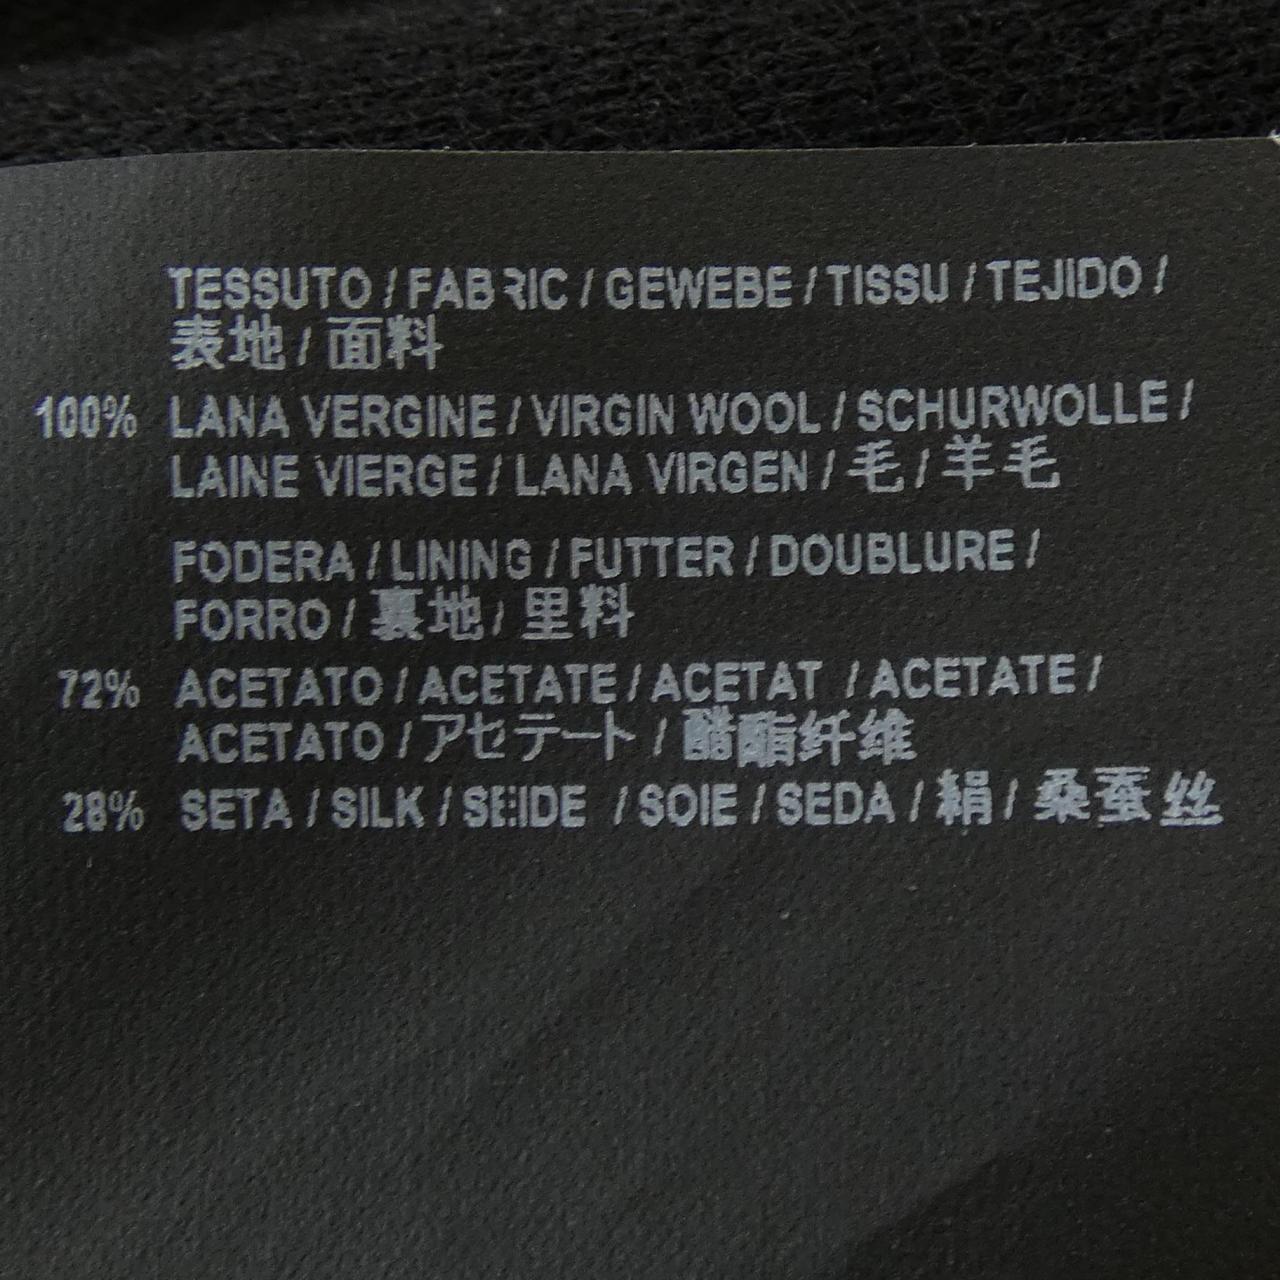 TESSUTO / FABRIC / GEWEBE / TISSU / TEJIDO /
表地 / 面料
100% LANA VERGINE / VIRGIN WOOL / SCHURWOLLE /
LAINE VIERGE / LANA VIRGEN / 毛 / 羊毛
FODERA / LINING / FUTTER / DOUBLURE /
FORRO / 裏地 / 里料
72% ACETATO / ACETATE / ACETAT / ACETATE /
ACETATO / アセテート / 醋酯纤维
28% SETA / SILK / SEIDE / SOIE / SEDA / 絹 / 桑蚕丝